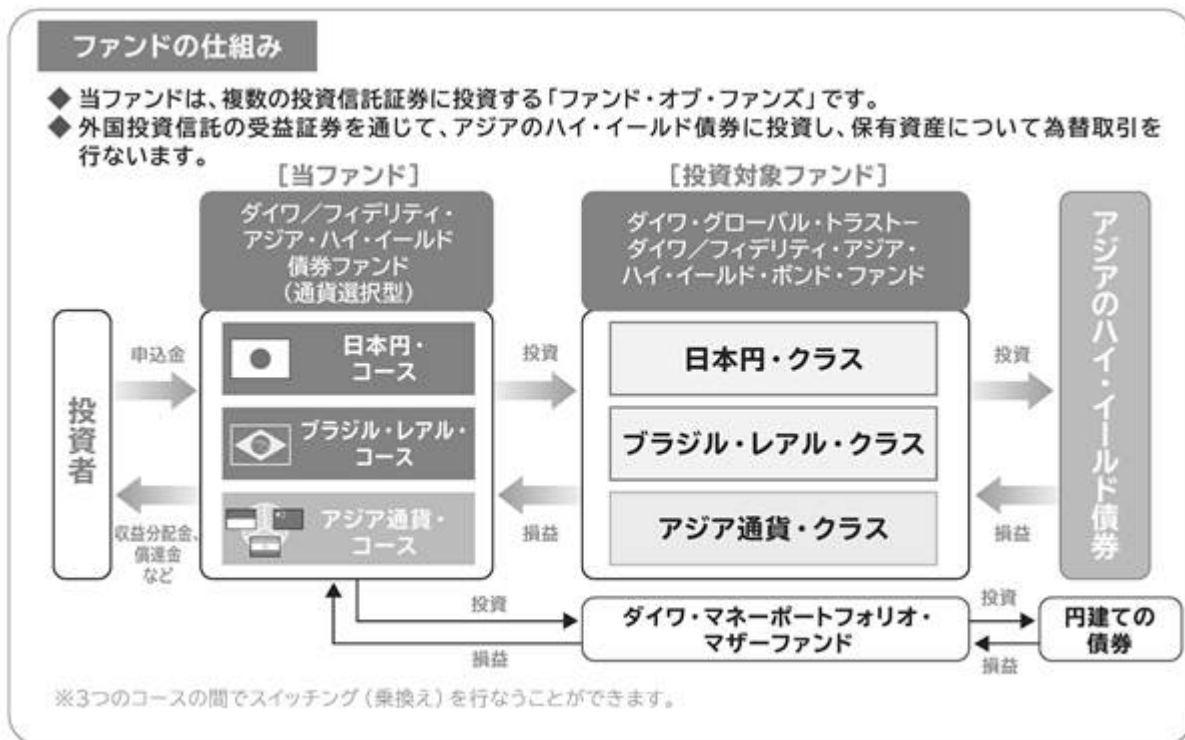 ファンドの仕組み
◆ 当ファンドは、複数の投資信託証券に投資する「ファンド・オブ・ファンズ」です。
◆ 外国投資信託の受益証券を通じて、アジアのハイ・イールド債券に投資し、保有資産について為替取引を
行ないます。
[当ファンド]
ダイワ／フィデリティ・
アジア・ハイ・イールド
債券ファンド
（通貨選択型）
[投資対象ファンド]
ダイワ・グローバル・トラスト－
ダイワ／フィデリティ・アジア・
ハイ・イールド・ボンド・ファンド
投資者
申込金
収益分配金、
償還金
など
日本円・
コース
ブラジル・レアル・
コース
アジア通貨・
コース
投資
損益
日本円・クラス
ブラジル・レアル・クラス
アジア通貨・クラス
投資
損益
アジアのハイ・イールド債券
投資
損益
ダイワ・マネーポートフォリオ・
マザーファンド
投資
損益
円建ての
債券
※3つのコースの間でスイッチング（乗換え）を行なうことができます。